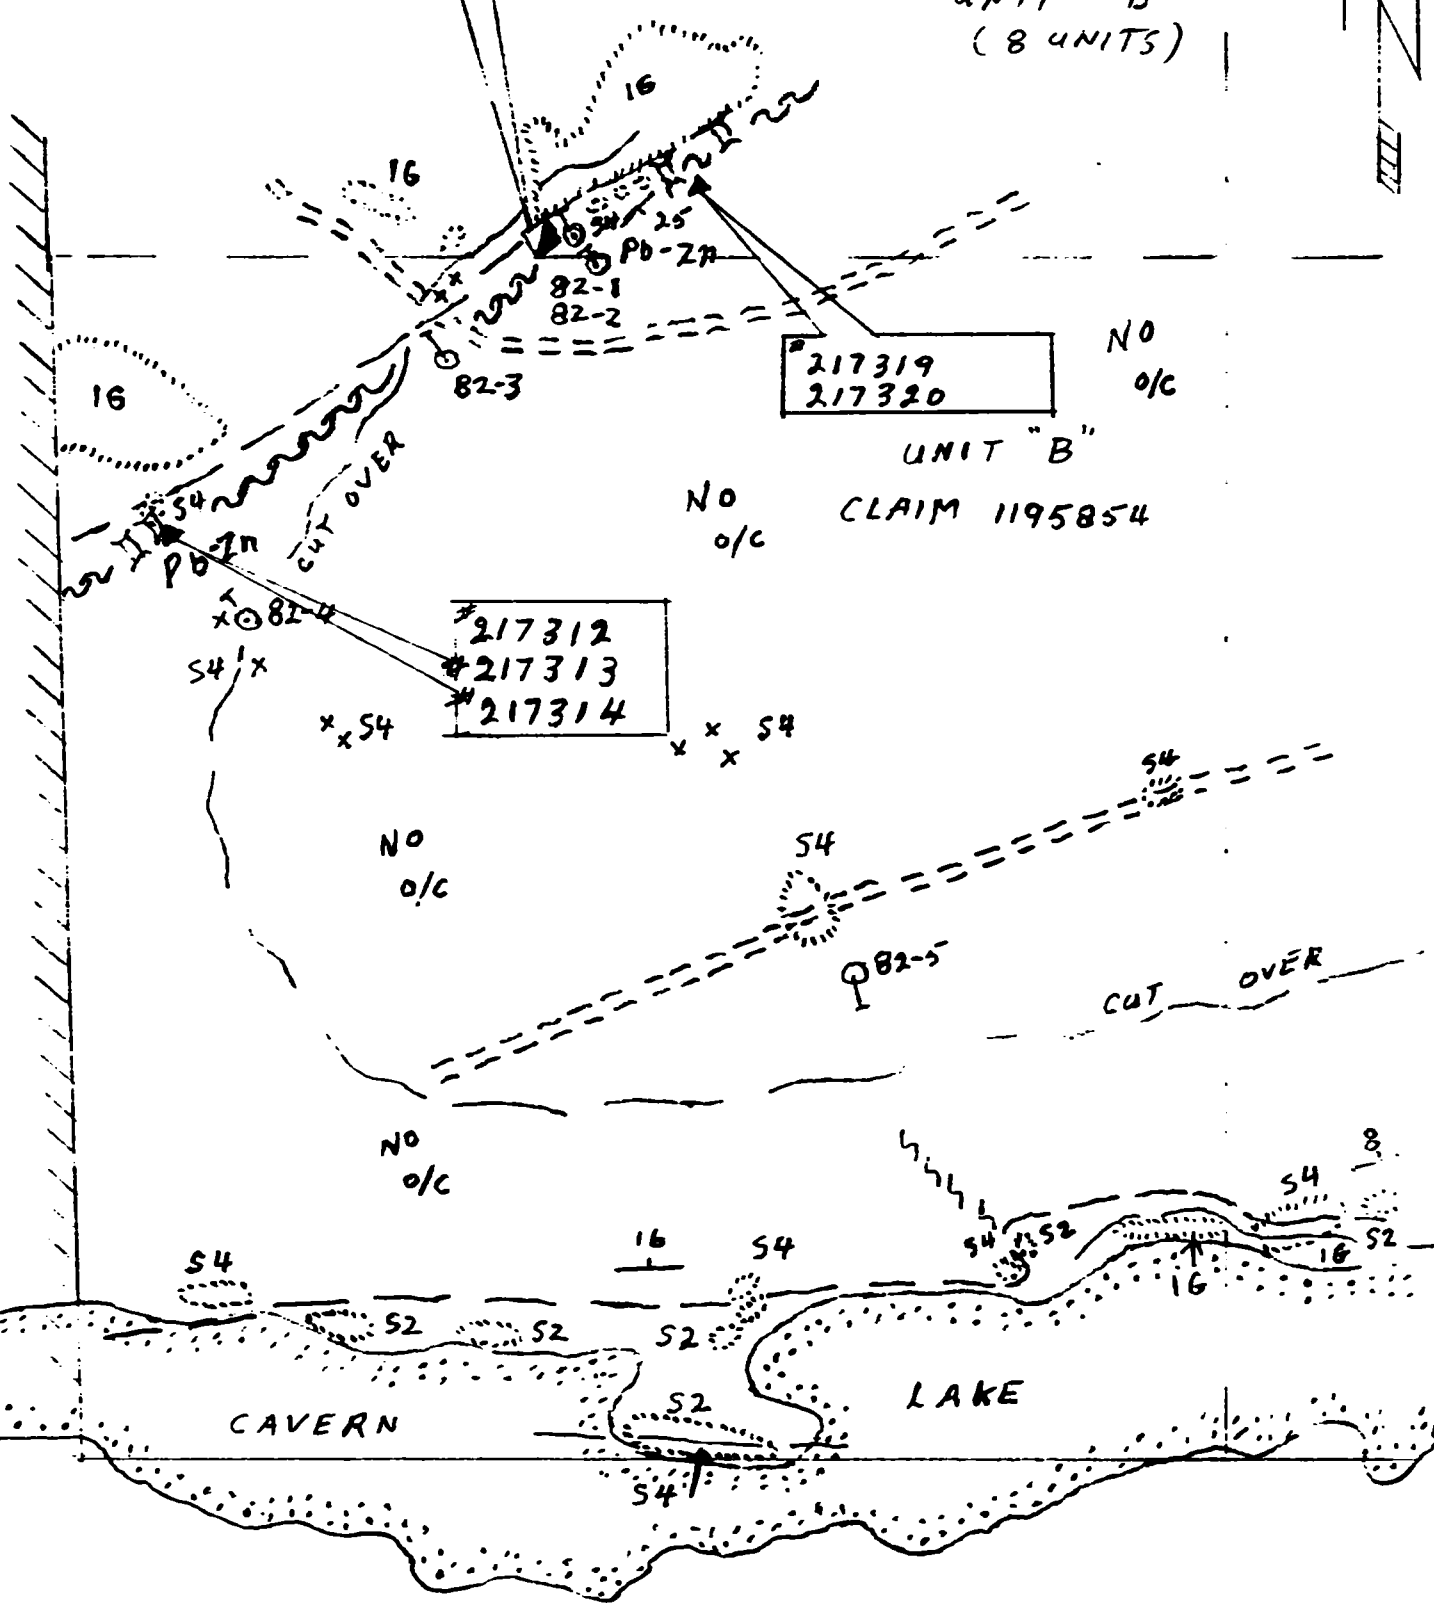 UNIT "B"
(8 UNITS)
16
16
S4
25
Pb-Zn
82-1
82-2
#217319
217320
NO
O/C
82-3
16
CUT OVER
UNIT "B"
NO
O/C
CLAIM 1195854
S4
Pb-Zn
82-4
#217312
#217313
#217314
S4
S4
S4
S4
NO
O/C
S4
82-5
CUT OVER
NO
O/C
8
S4
16
S4
S4
S2
S2
S4
16
16
S2
S2
S2
CAVERN LAKE
S2
S4